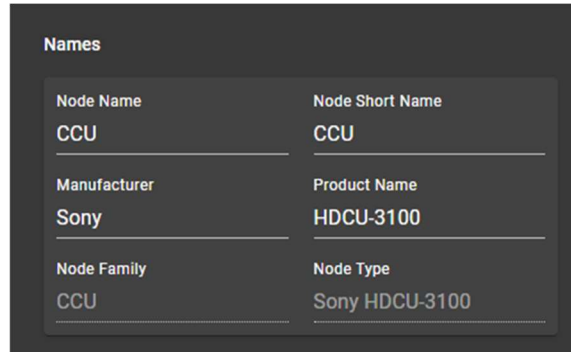 Names
Node Name
Node Short Name
CCU
CCU
Manufacturer
Product Name
Sony
HDCU-3100
Node Family
Node Type
CCU
Sony HDCU-3100